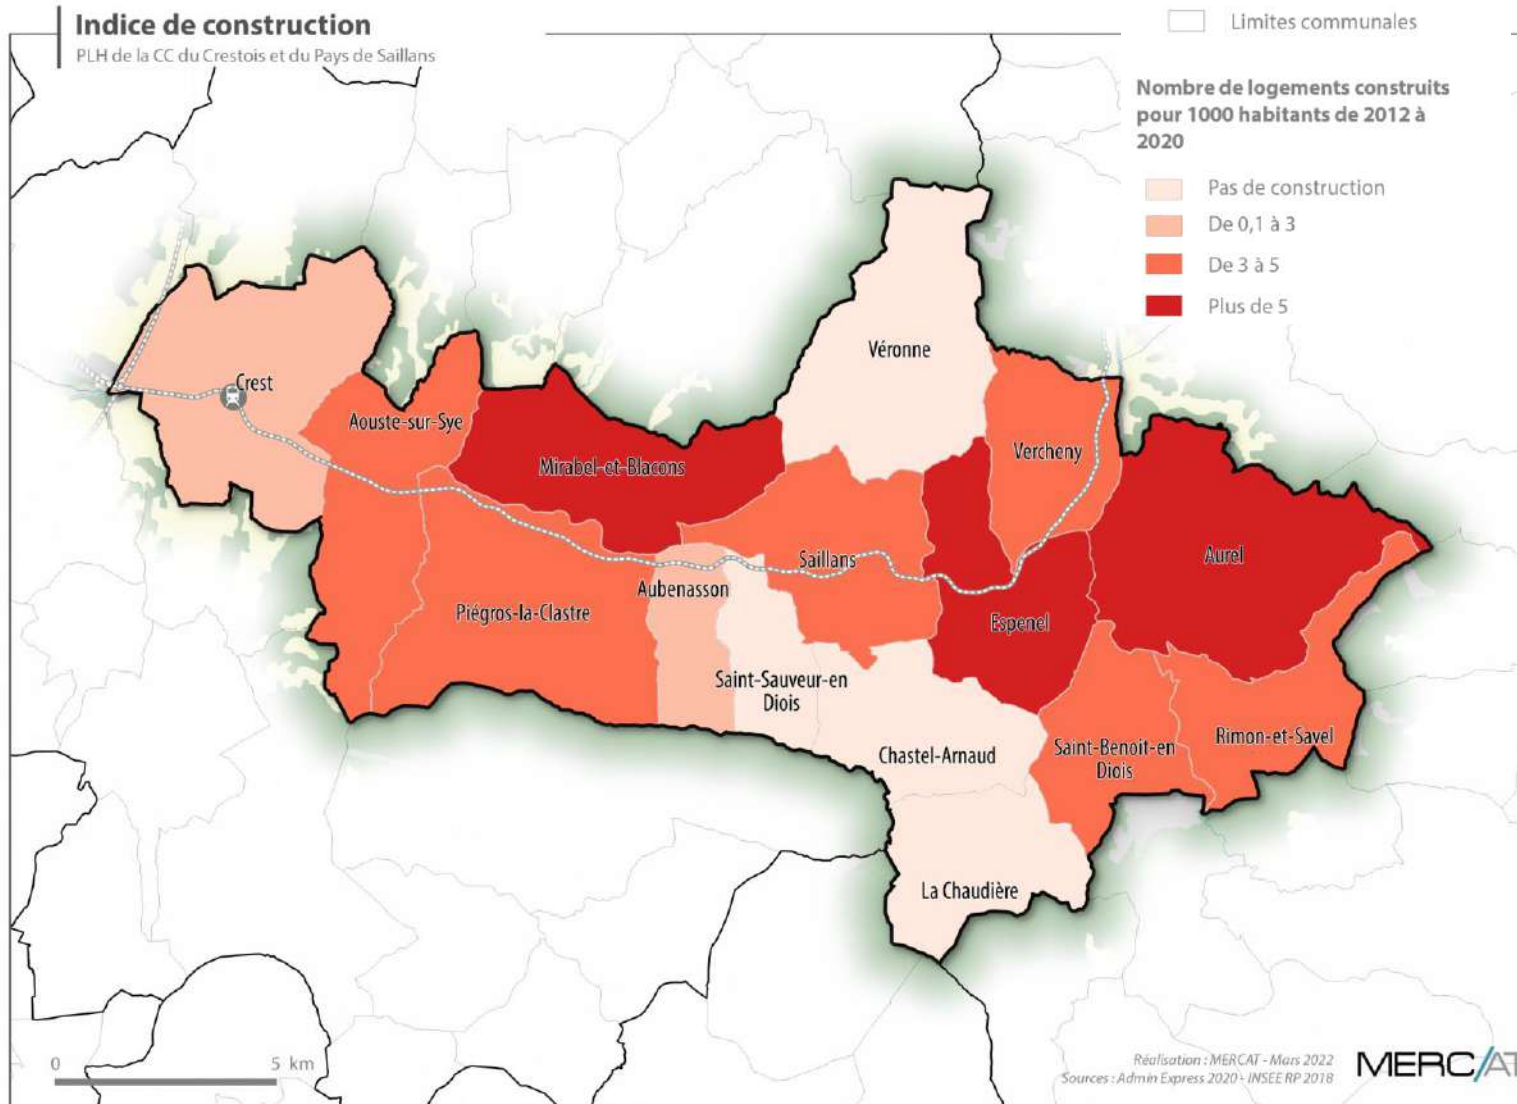 Indice de construction
PLH de la CC du Crestois et du Pays de Saillans
Limites communales
Nombre de logements construits
pour 1000 habitants de 2012 à
2020
Pas de construction
De 0,1 à 3
De 3 à 5
Plus de 5
Véronne
Crest
Aouste-sur-Sye
Vercheny
Mirabel-et-Blacons
Aurel
Saillans
Aubenasson
Piégros-la-Clastre
Espenel
Saint-Sauveur-en
Diois
Chastel-Arnaud
Saint-Benoit-en
Diois
Rimon-et-Savel
La Chaudière
0 5 km
Réalisation : MERCAT - Mars 2022
Sources : Admin Express 2020 - INSEE RP 2018
MERC/AT